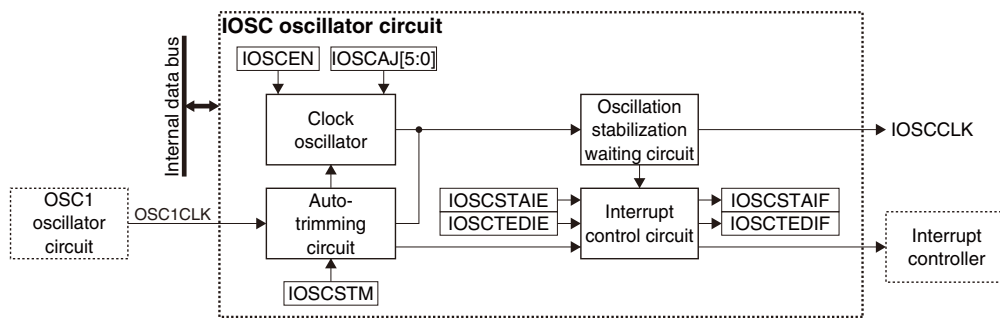 IOSC oscillator circuit
Internal data bus
IOSCEN
IOSCAJ[5:0]
Clock
oscillator
Oscillation
stabilization
waiting circuit
IOSCCLK
OSC1
oscillator
circuit
OSC1CLK
Auto-
trimming
circuit
IOSCSTAIE
IOSCTEDIE
Interrupt
control circuit
IOSCSTAIF
IOSCTEDIF
Interrupt
controller
IOSCSTM